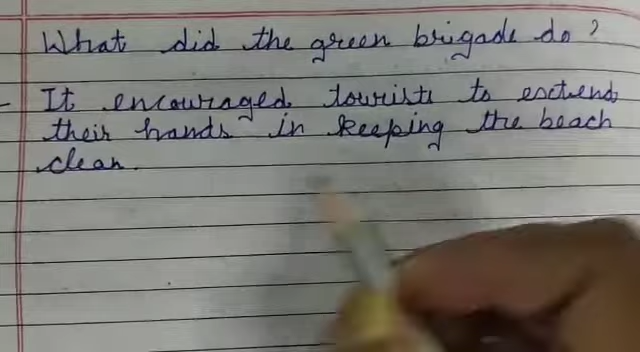 What did the green brigade do?
- It encouraged tourists to extend
their hands in keeping the beach
clean.